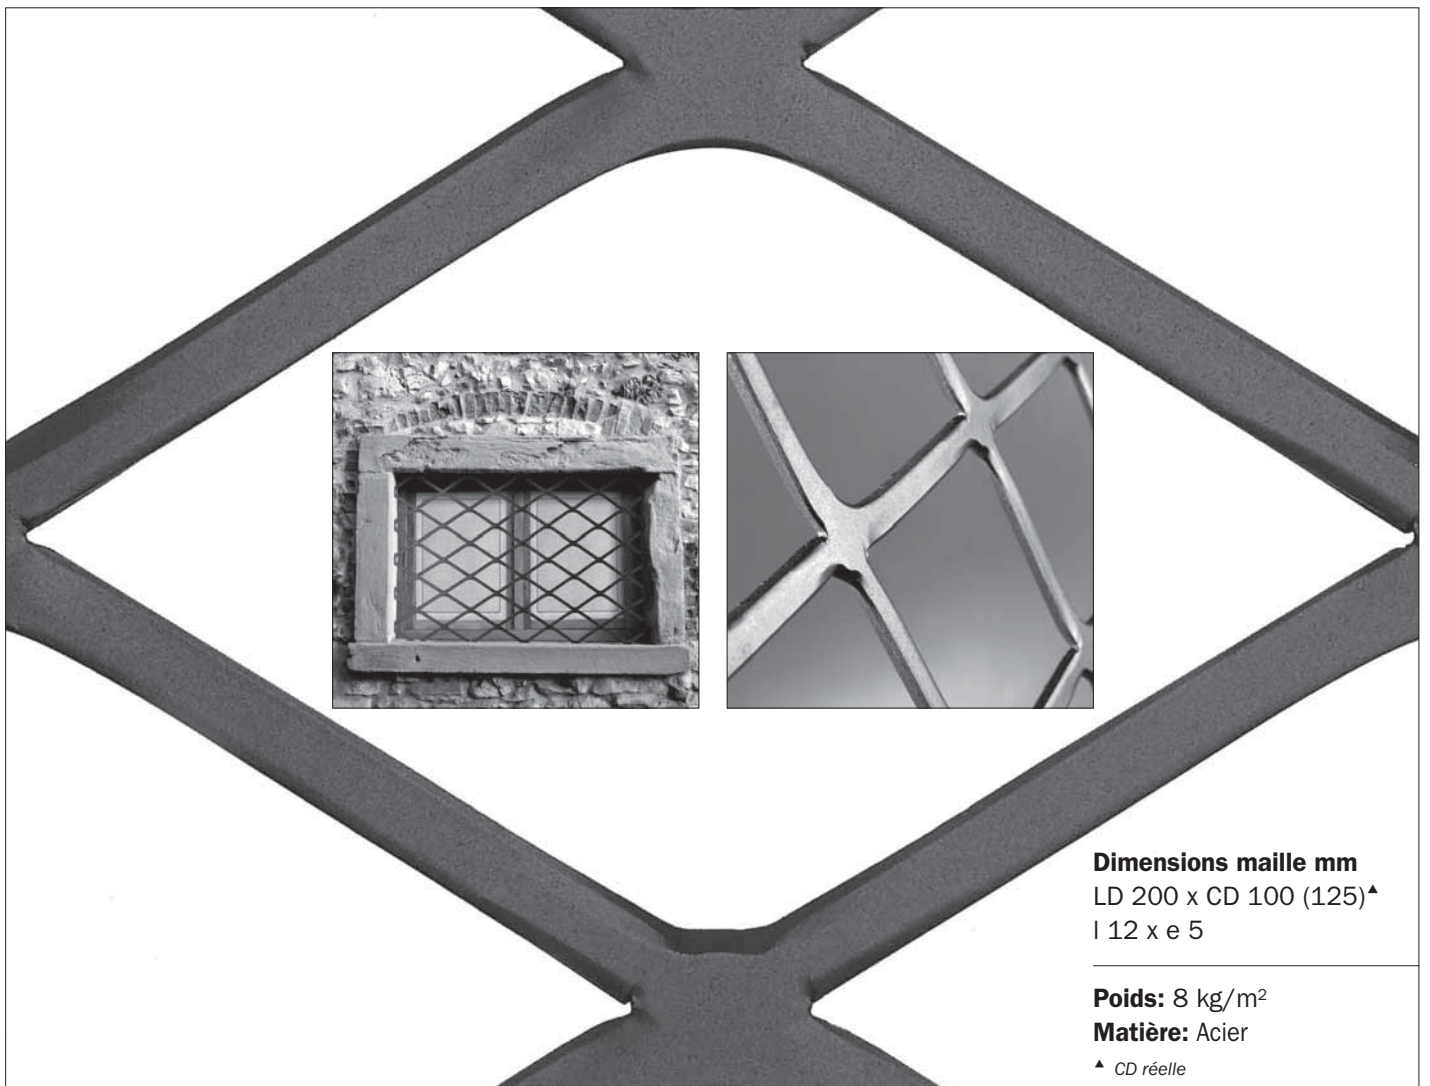 Dimensions maille mm
LD 200 x CD 100 (125)▲
l 12 x e 5
Poids: 8 kg/m²
Matière: Acier
▲ CD réelle